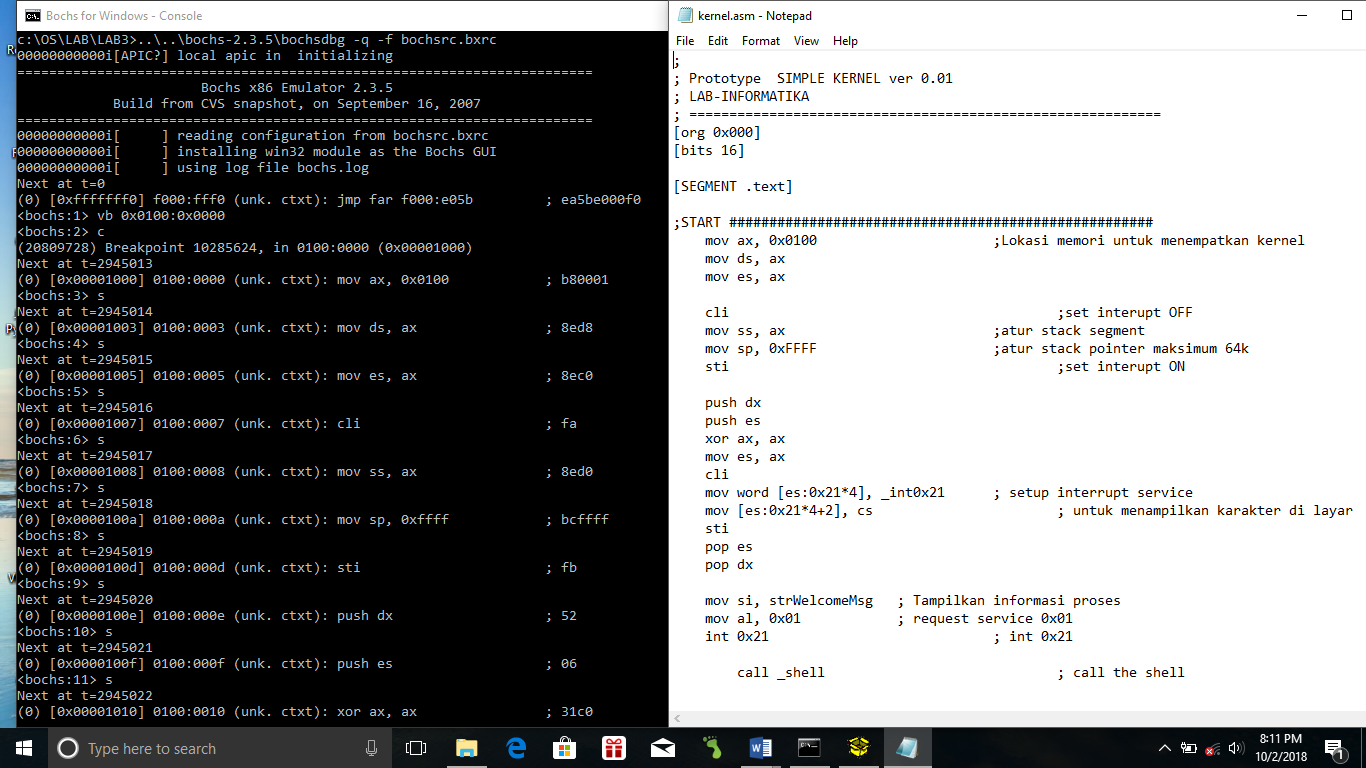 Bochs for Windows - Console
c:\OS\LAB\LAB3>..\..\bochs-2.3.5\bochsdbg -q -f bochsrc.bxrc
00000000000i[APIC?] local apic in  initializing
========================================================================
Bochs x86 Emulator 2.3.5
Build from CVS snapshot, on September 16, 2007
========================================================================
00000000000i[     ] reading configuration from bochsrc.bxrc
00000000000i[     ] installing win32 module as the Bochs GUI
00000000000i[     ] using log file bochs.log
Next at t=0
(0) [0xfffffff0] f000:fff0 (unk. ctxt): jmp far f000:e05b         ; ea5be000f0
<bochs:1> vb 0x0100:0x0000
<bochs:2> c
(20809728) Breakpoint 10285624, in 0100:0000 (0x00001000)
Next at t=2945013
(0) [0x00001000] 0100:0000 (unk. ctxt): mov ax, 0x0100            ; b80001
<bochs:3> s
Next at t=2945014
(0) [0x00001003] 0100:0003 (unk. ctxt): mov ds, ax                ; 8ed8
<bochs:4> s
Next at t=2945015
(0) [0x00001005] 0100:0005 (unk. ctxt): mov es, ax                ; 8ec0
<bochs:5> s
Next at t=2945016
(0) [0x00001007] 0100:0007 (unk. ctxt): cli                       ; fa
<bochs:6> s
Next at t=2945017
(0) [0x00001008] 0100:0008 (unk. ctxt): mov ss, ax                ; 8ed0
<bochs:7> s
Next at t=2945018
(0) [0x0000100a] 0100:000a (unk. ctxt): mov sp, 0xffff            ; bcffff
<bochs:8> s
Next at t=2945019
(0) [0x0000100d] 0100:000d (unk. ctxt): sti                       ; fb
<bochs:9> s
Next at t=2945020
(0) [0x0000100e] 0100:000e (unk. ctxt): push dx                   ; 52
<bochs:10> s
Next at t=2945021
(0) [0x0000100f] 0100:000f (unk. ctxt): push es                   ; 06
<bochs:11> s
Next at t=2945022
(0) [0x00001010] 0100:0010 (unk. ctxt): xor ax, ax                ; 31c0
kernel.asm - Notepad
File Edit Format View Help
;
; Prototype  SIMPLE KERNEL ver 0.01
; LAB-INFORMATIKA
; ===========================================================
[org 0x000]
[bits 16]
[SEGMENT .text]
;START #####################################################
mov ax, 0x0100                      ;Lokasi memori untuk menempatkan kernel
mov ds, ax
mov es, ax
cli                                         ;set interupt OFF
mov ss, ax                          ;atur stack segment
mov sp, 0xFFFF                      ;atur stack pointer maksimum 64k
sti                                         ;set interupt ON
push dx
push es
xor ax, ax
mov es, ax
cli
mov word [es:0x21*4], _int0x21      ; setup interrupt service
mov [es:0x21*4+2], cs                       ; untuk menampilkan karakter di layar
sti
pop es
pop dx
mov si, strWelcomeMsg   ; Tampilkan informasi proses
mov al, 0x01            ; request service 0x01
int 0x21                            ; int 0x21
call _shell                             ; call the shell
Type here to search
8:11 PM
10/2/2018
1